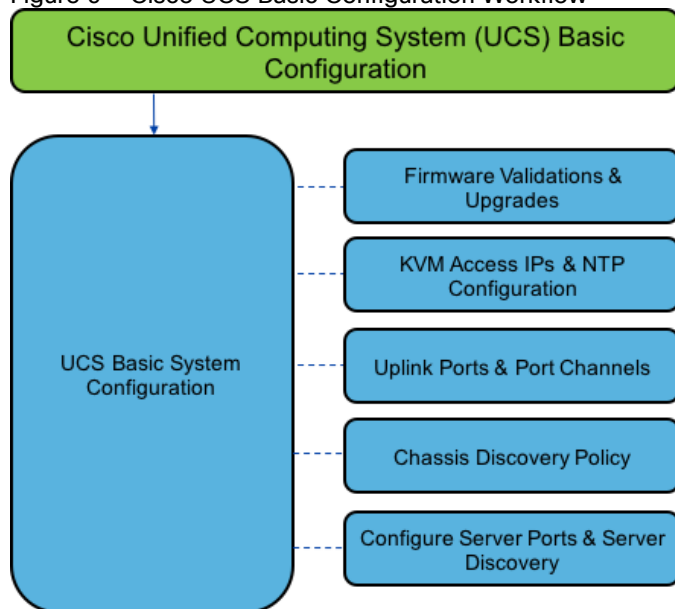 Cisco Unified Computing System (UCS) Basic
Configuration
UCS Basic System
Configuration
Firmware Validations &
Upgrades
KVM Access IPs & NTP
Configuration
Uplink Ports & Port Channels
Chassis Discovery Policy
Configure Server Ports & Server
Discovery